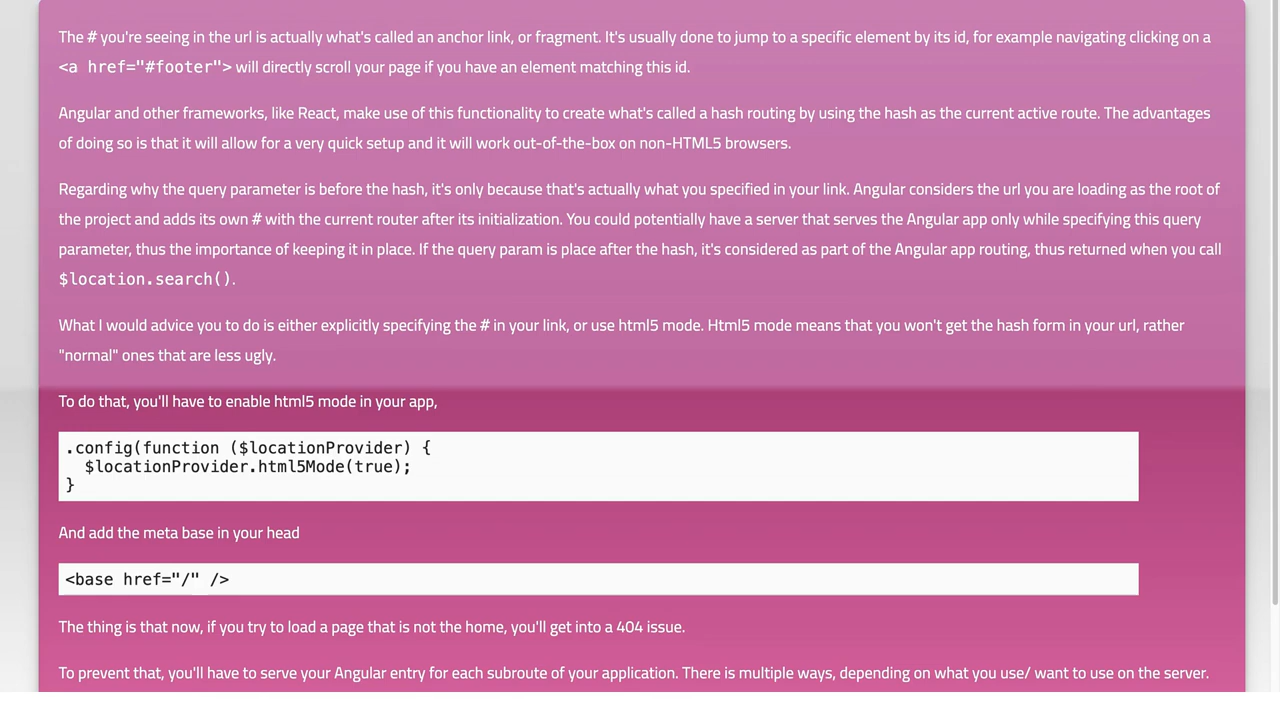 The # you're seeing in the url is actually what's called an anchor link, or fragment. It's usually done to jump to a specific element by its id, for example navigating clicking on a
<a href="#footer"> will directly scroll your page if you have an element matching this id.
Angular and other frameworks, like React, make use of this functionality to create what's called a hash routing by using the hash as the current active route. The advantages
of doing so is that it will allow for a very quick setup and it will work out-of-the-box on non-HTML5 browsers.
Regarding why the query parameter is before the hash, it's only because that's actually what you specified in your link. Angular considers the url you are loading as the root of
the project and adds its own # with the current router after its initialization. You could potentially have a server that serves the Angular app only while specifying this query
parameter, thus the importance of keeping it in place. If the query param is place after the hash, it's considered as part of the Angular app routing, thus returned when you call
$location.search().
What I would advice you to do is either explicitly specifying the # in your link, or use html5 mode. Html5 mode means that you won't get the hash form in your url, rather
"normal" ones that are less ugly.
To do that, you'll have to enable html5 mode in your app,
.config(function ($locationProvider) {
  $locationProvider.html5Mode(true);
}
And add the meta base in your head
<base href="/" />
The thing is that now, if you try to load a page that is not the home, you'll get into a 404 issue.
To prevent that, you'll have to serve your Angular entry for each subroute of your application. There is multiple ways, depending on what you use/ want to use on the server.